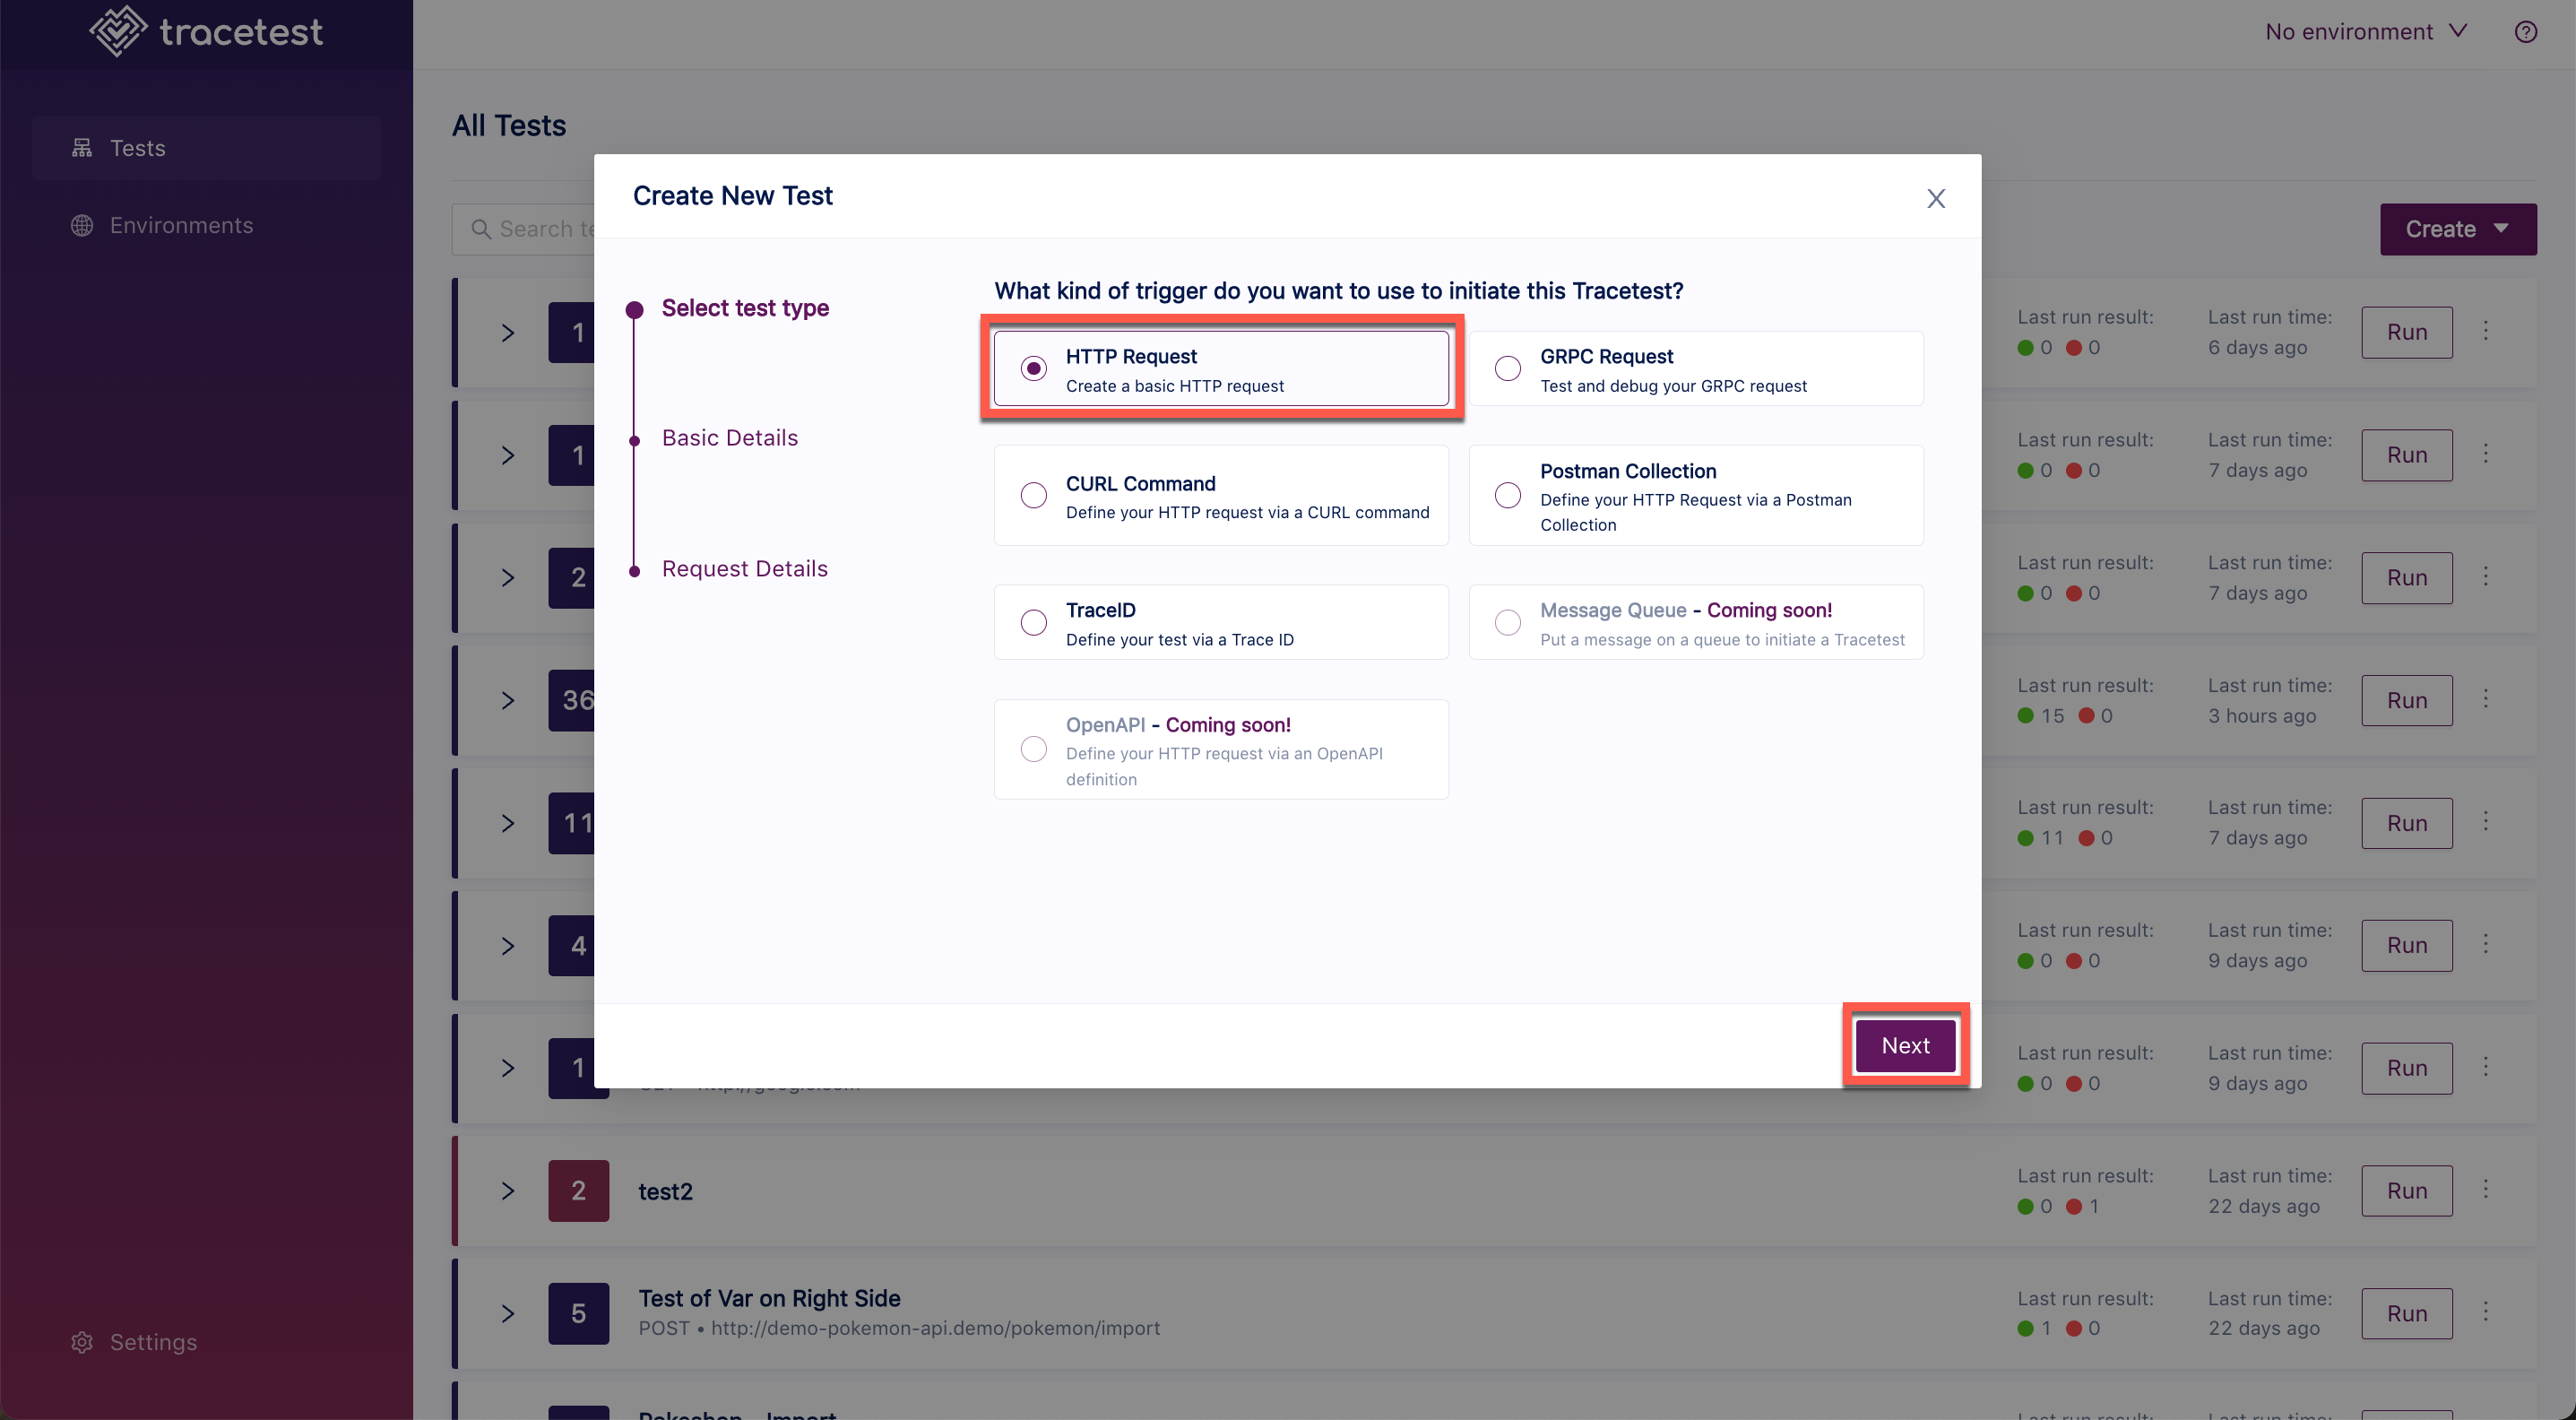 tracetest
No environment
Tests
Environments
Settings
All Tests
Search
Create
Create New Test
X
Select test type
Basic Details
Request Details
What kind of trigger do you want to use to initiate this Tracetest?
HTTP Request
Create a basic HTTP request
GRPC Request
Test and debug your GRPC request
CURL Command
Define your HTTP request via a CURL command
Postman Collection
Define your HTTP Request via a Postman
Collection
TraceID
Define your test via a Trace ID
Message Queue - Coming soon!
Put a message on a queue to initiate a Tracetest
OpenAPI - Coming soon!
Define your HTTP request via an OpenAPI
definition
Next
1
Last run result:
0 0
Last run time:
6 days ago
Run
1
Last run result:
0 0
Last run time:
7 days ago
Run
2
Last run result:
0 0
Last run time:
7 days ago
Run
36
Last run result:
15 0
Last run time:
3 hours ago
Run
11
Last run result:
11 0
Last run time:
7 days ago
Run
4
Last run result:
0 0
Last run time:
9 days ago
Run
1
Last run result:
0 0
Last run time:
9 days ago
Run
2
test2
Last run result:
0 1
Last run time:
22 days ago
Run
5
Test of Var on Right Side
POST • http://demo-pokemon-api.demo/pokemon/import
Last run result:
1 0
Last run time:
22 days ago
Run